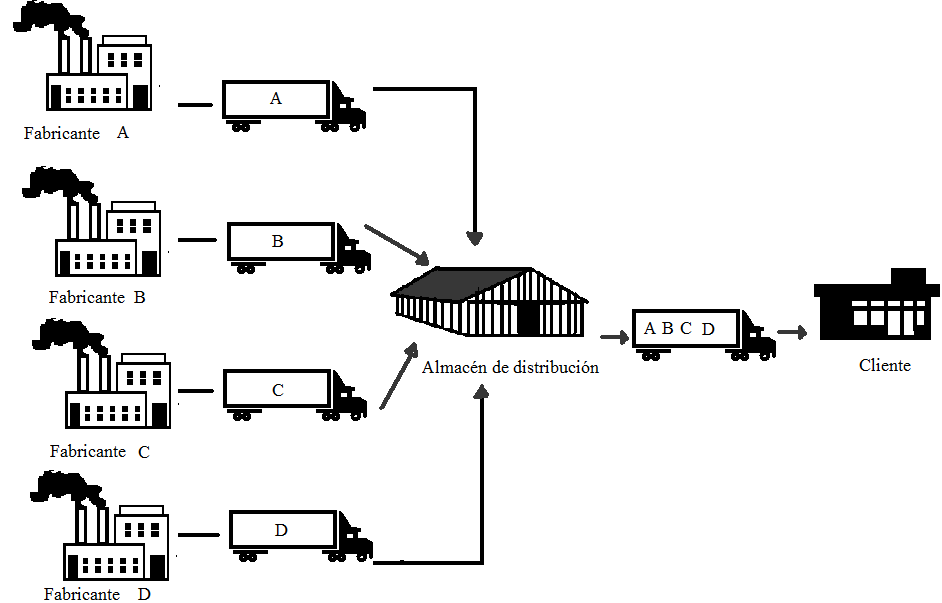 A
Fabricante A
B
Fabricante B
C
Fabricante C
D
Fabricante D
Almacén de distribución
A B C D
Cliente